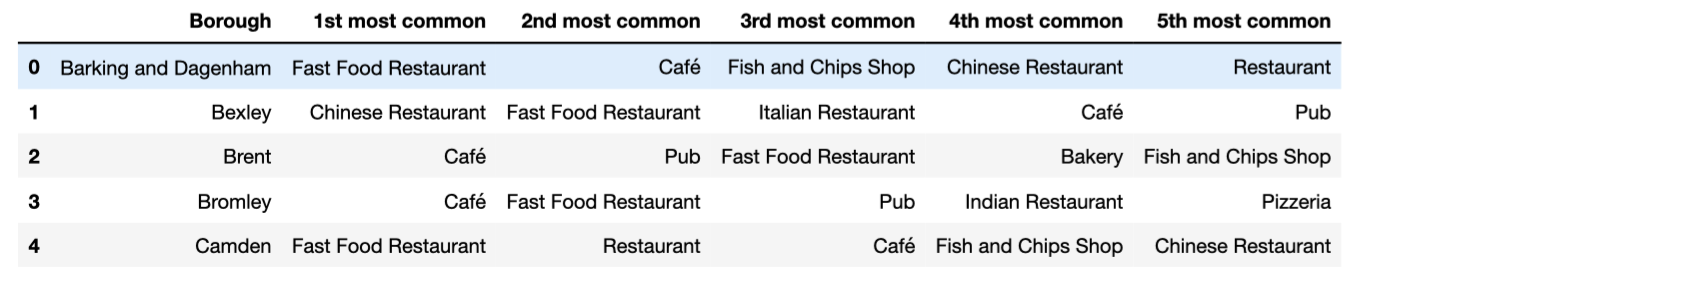 Borough 1st most common 2nd most common 3rd most common 4th most common 5th most common
0 Barking and Dagenham Fast Food Restaurant Café Fish and Chips Shop Chinese Restaurant Restaurant
1 Bexley Chinese Restaurant Fast Food Restaurant Italian Restaurant Café Pub
2 Brent Café Pub Fast Food Restaurant Bakery Fish and Chips Shop
3 Bromley Café Fast Food Restaurant Pub Indian Restaurant Pizzeria
4 Camden Fast Food Restaurant Restaurant Café Fish and Chips Shop Chinese Restaurant